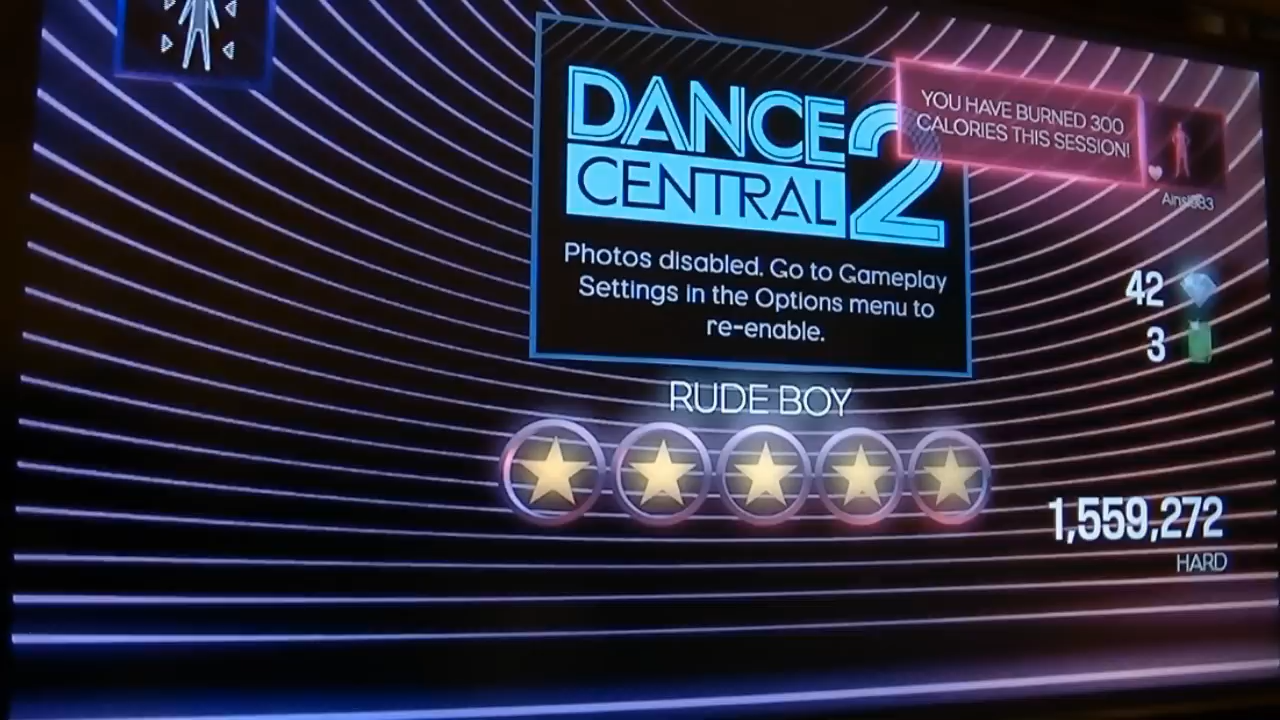 DANCE
CENTRAL 2
YOU HAVE BURNED 300
CALORIES THIS SESSION!
Photos disabled. Go to Gameplay
Settings in the Options menu to
re-enable.
42
3
RUDE BOY
1,559,272
HARD